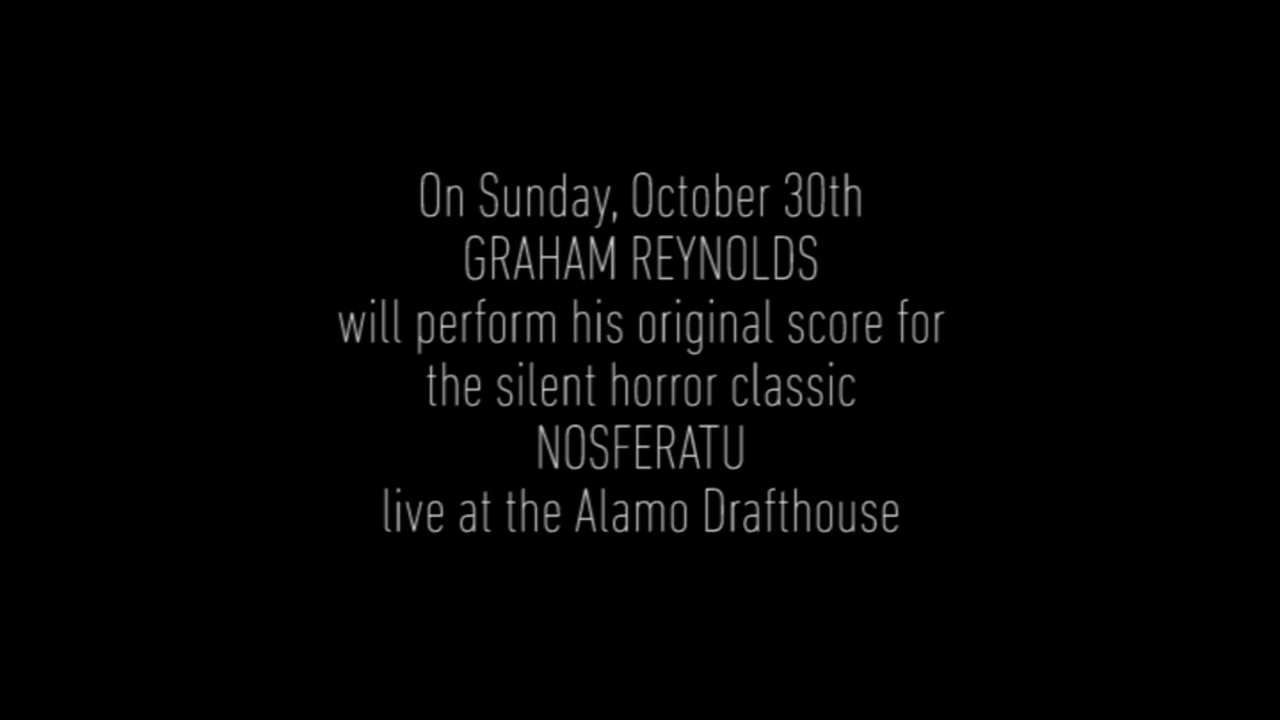 On Sunday, October 30th
GRAHAM REYNOLDS
will perform his original score for
the silent horror classic
NOSFERATU
live at the Alamo Drafthouse